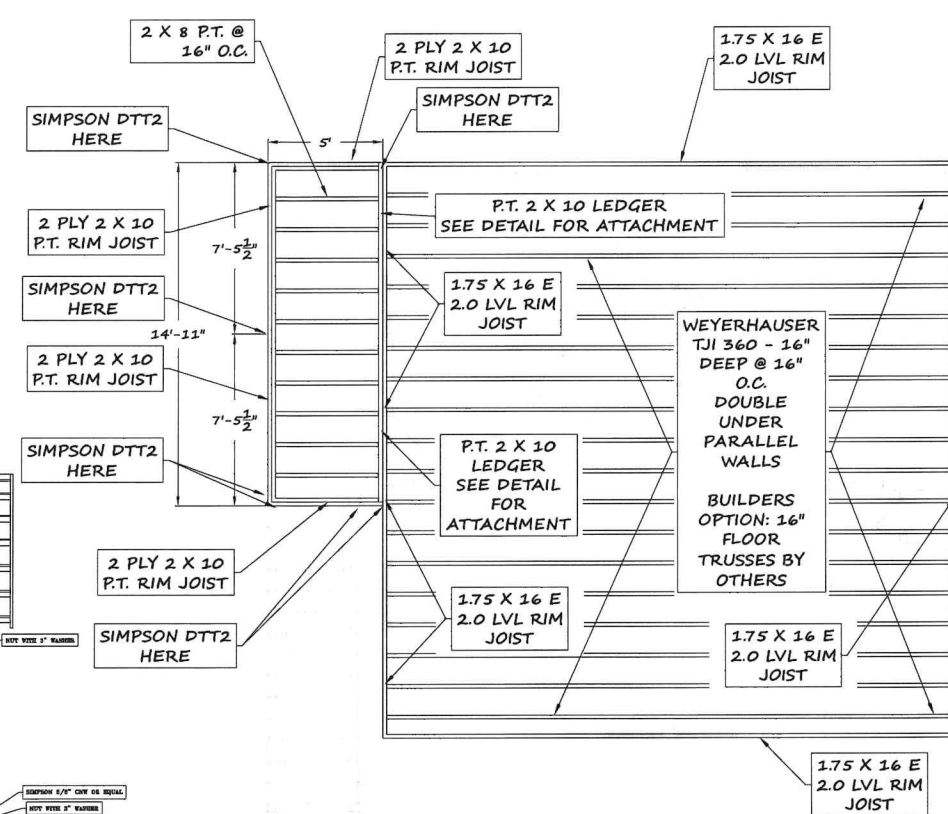 2 X 8 P.T. @
16" O.C.
2 PLY 2 X 10
P.T. RIM JOIST
1.75 X 16 E
2.0 LVL RIM
JOIST
SIMPSON DTT2
HERE
SIMPSON DTT2
HERE
5'
2 PLY 2 X 10
P.T. RIM JOIST
7'-5 1/2"
P.T. 2 X 10 LEDGER
SEE DETAIL FOR ATTACHMENT
SIMPSON DTT2
HERE
1.75 X 16 E
2.0 LVL RIM
JOIST
14'-11"
WEYERHAUSER
TJI 360 - 16"
DEEP @ 16"
O.C.
DOUBLE
UNDER
PARALLEL
WALLS
BUILDERS
OPTION: 16"
FLOOR
TRUSSES BY
OTHERS
2 PLY 2 X 10
P.T. RIM JOIST
7'-5 1/2"
SIMPSON DTT2
HERE
P.T. 2 X 10
LEDGER
SEE DETAIL
FOR
ATTACHMENT
2 PLY 2 X 10
P.T. RIM JOIST
1.75 X 16 E
2.0 LVL RIM
JOIST
SIMPSON DTT2
HERE
1.75 X 16 E
2.0 LVL RIM
JOIST
NUT WITH 3" WASHER
1.75 X 16 E
2.0 LVL RIM
JOIST
SIMPSON 5/8" CNW OR EQUAL
NUT WITH 3" WASHER